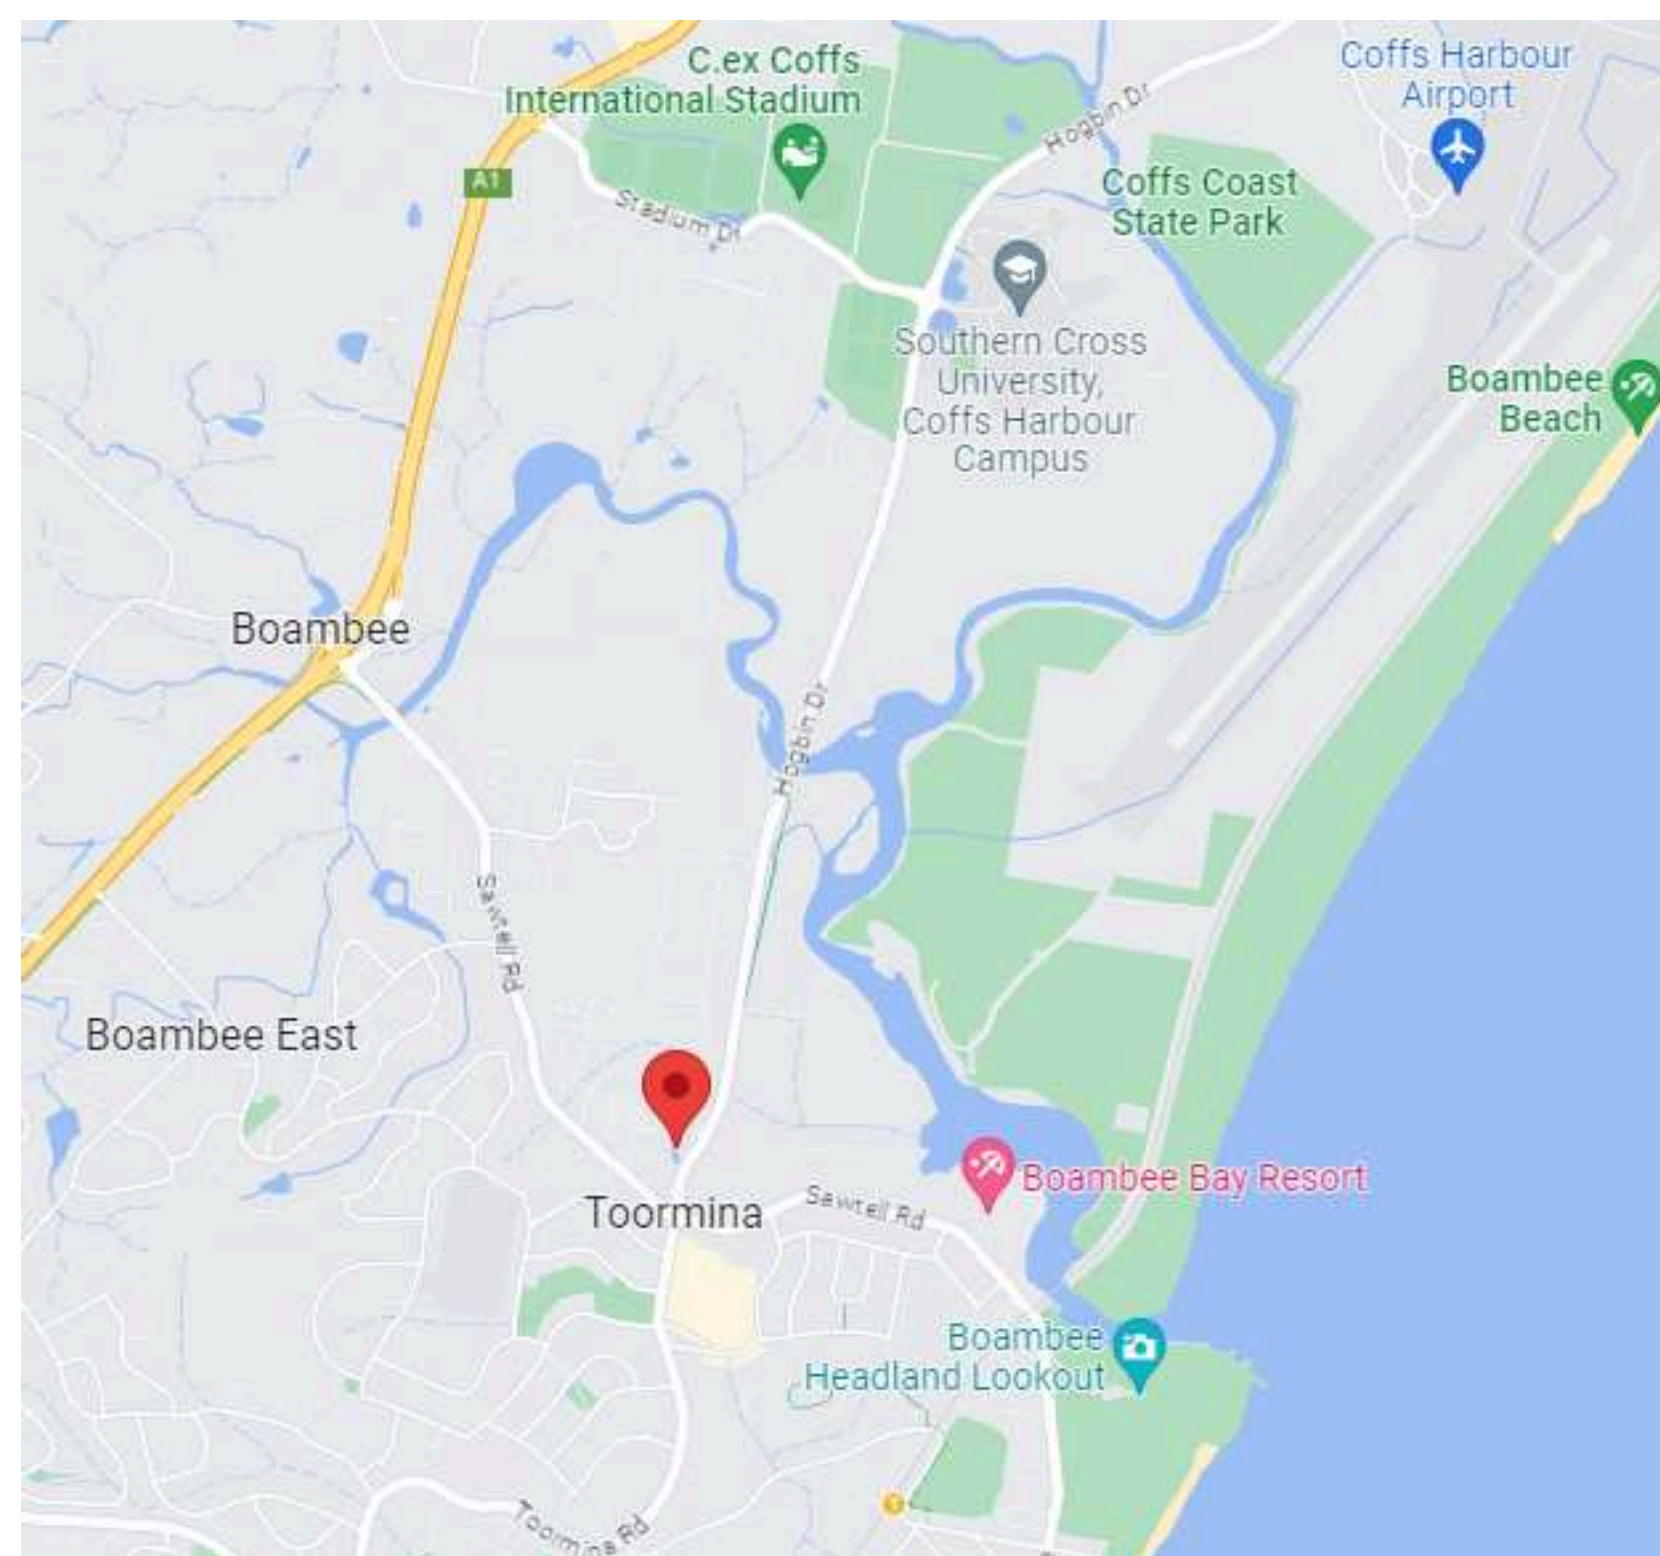 C.ex Coffs
International Stadium
Coffs Harbour
Airport
Hogbin Dr
A1
Stadium Dr
Coffs Coast
State Park
Southern Cross
University,
Coffs Harbour
Campus
Boambee
Beach
Boambee
Hogbin Dr
Sawtell Rd
Boambee East
Boambee Bay Resort
Sawtell Rd
Toormina
Boambee
Headland Lookout
Toormina Rd